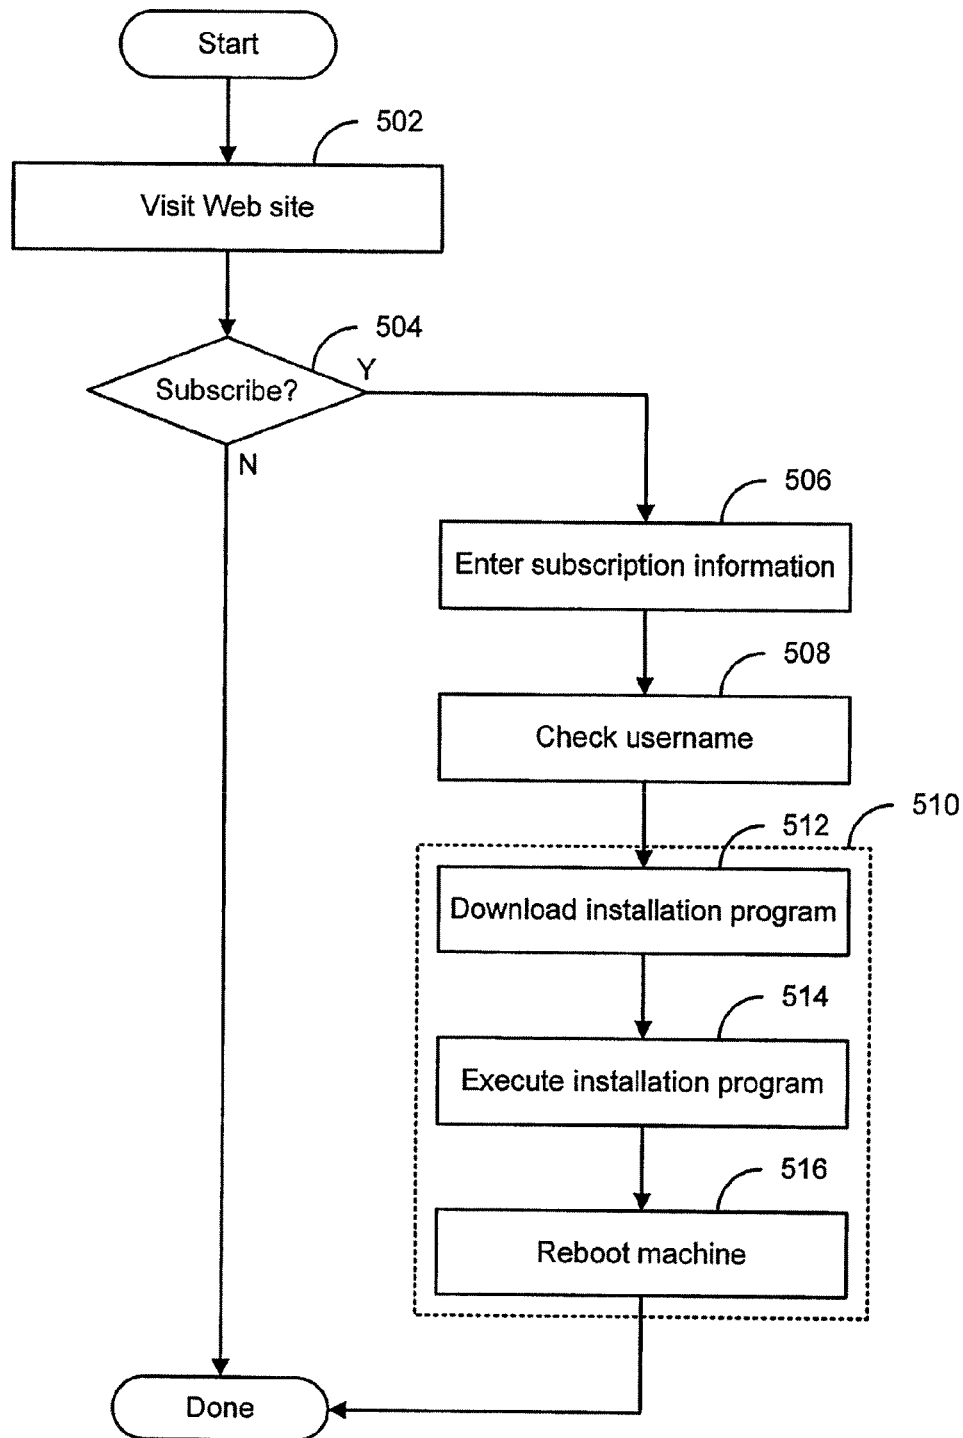 Start
502
Visit Web site
504
Subscribe?
Y
N
506
Enter subscription information
508
Check username
510
512
Download installation program
514
Execute installation program
516
Reboot machine
Done